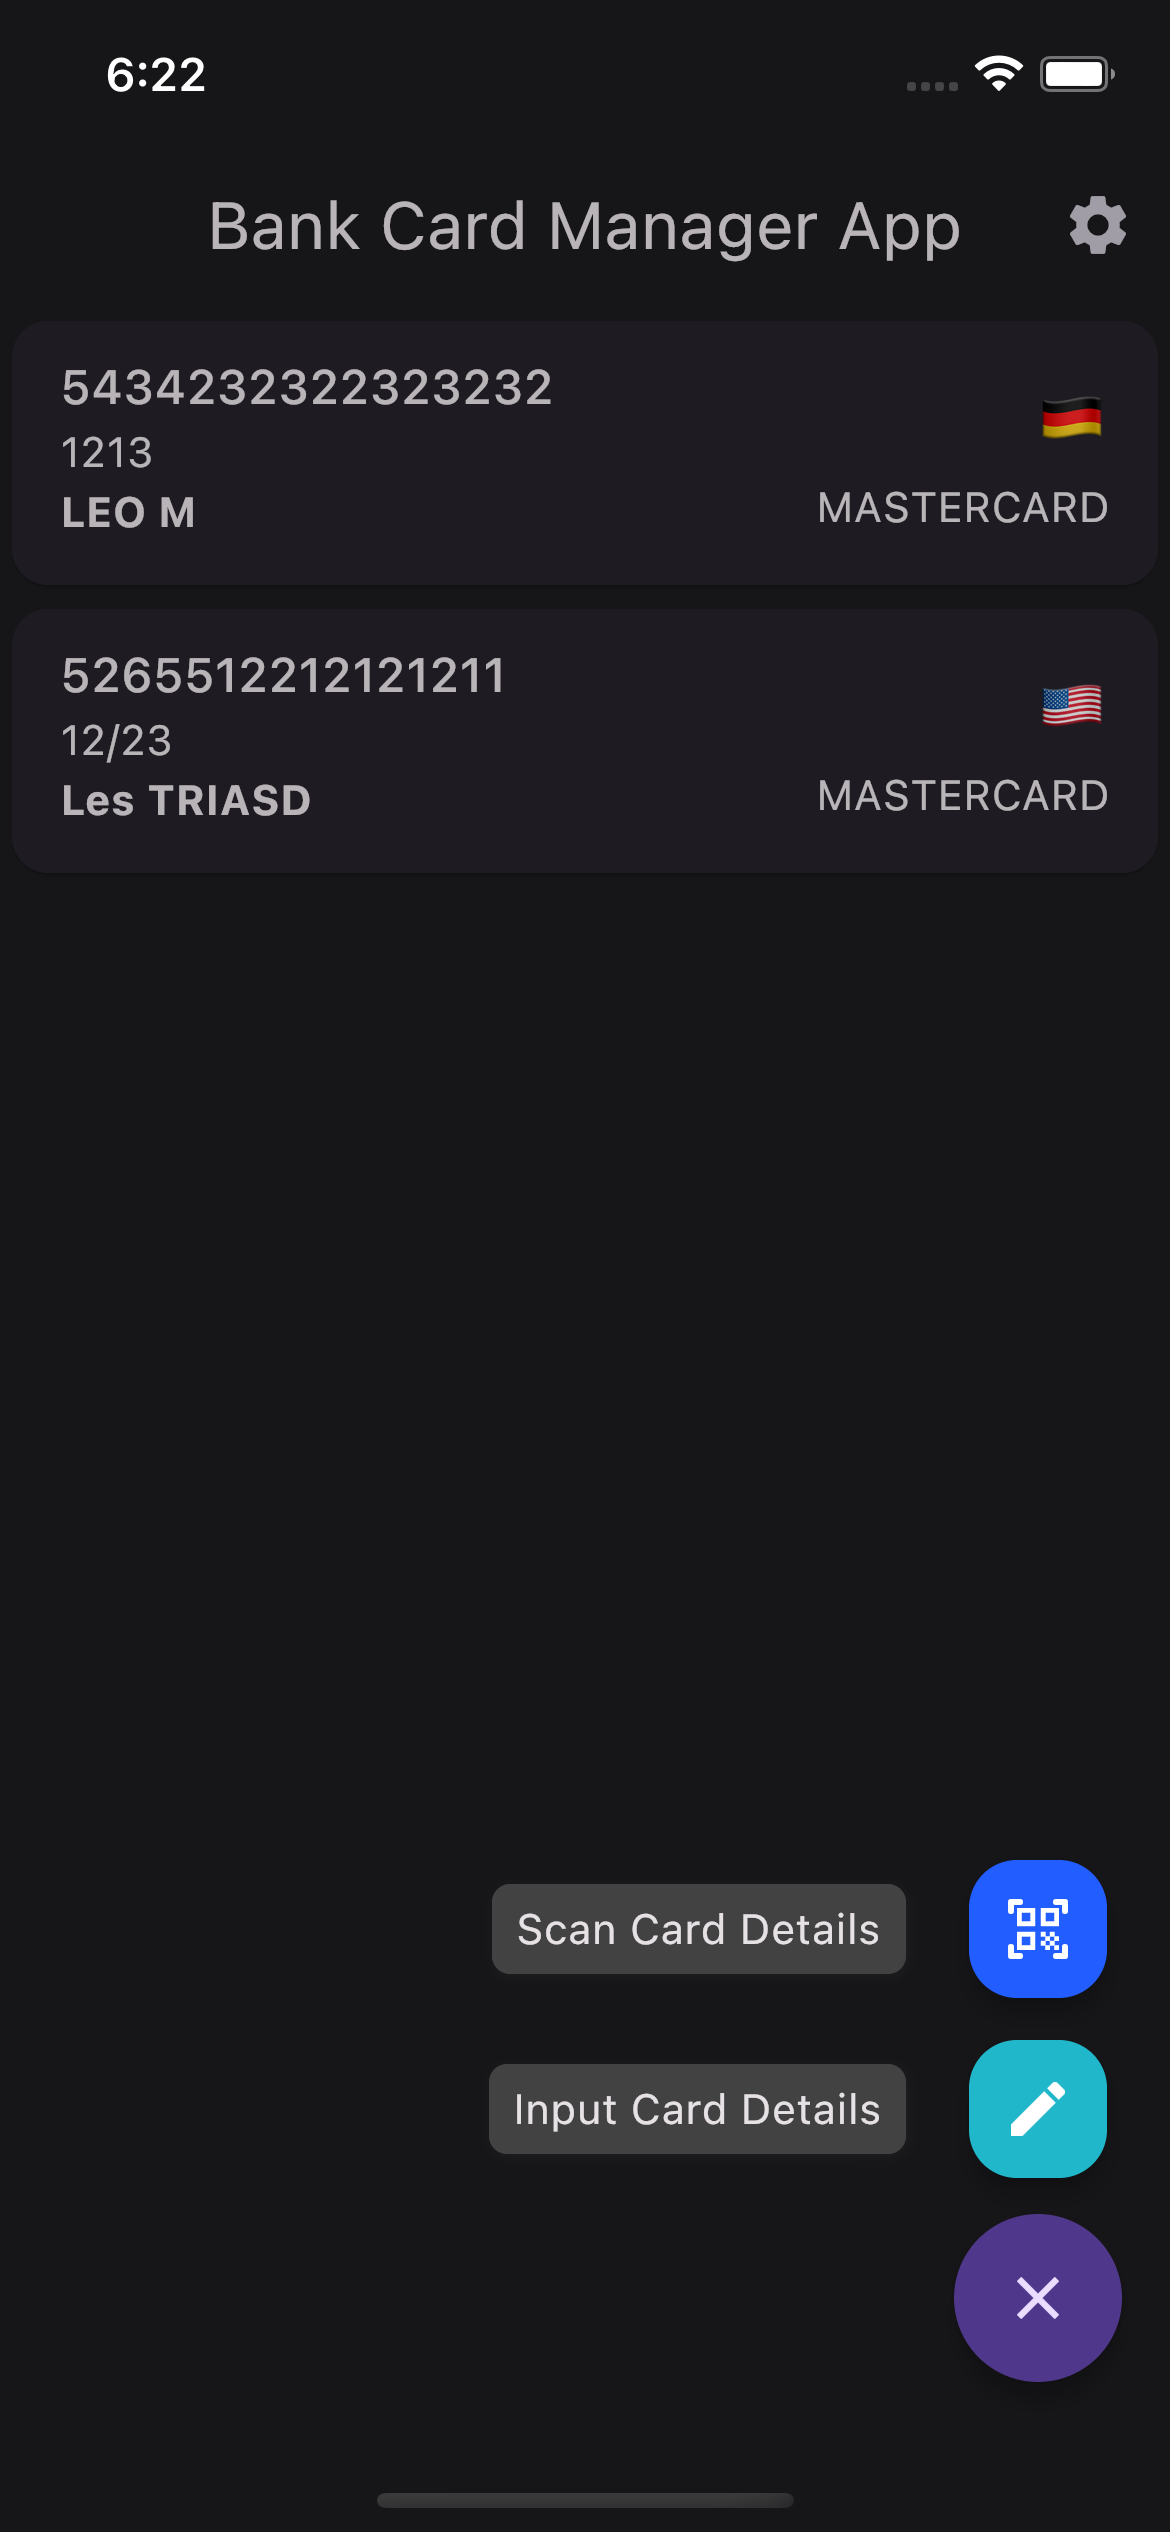 6:22
Bank Card Manager App
5434232322323232
1213
LEO M
MASTERCARD
5265512212121211
12/23
Les TRIASD
MASTERCARD
Scan Card Details
Input Card Details